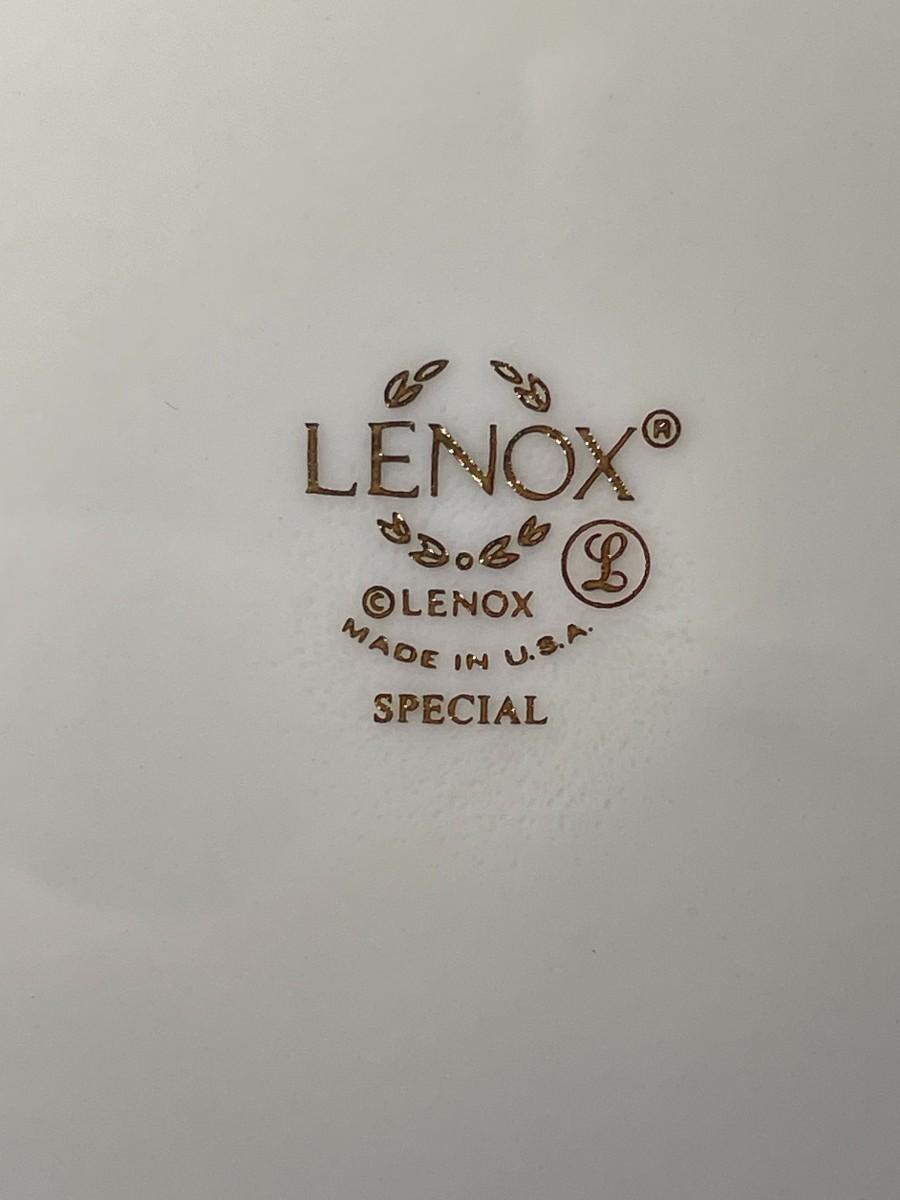 LENOX®
L
©LENOX
MADE IN U.S.A.
SPECIAL